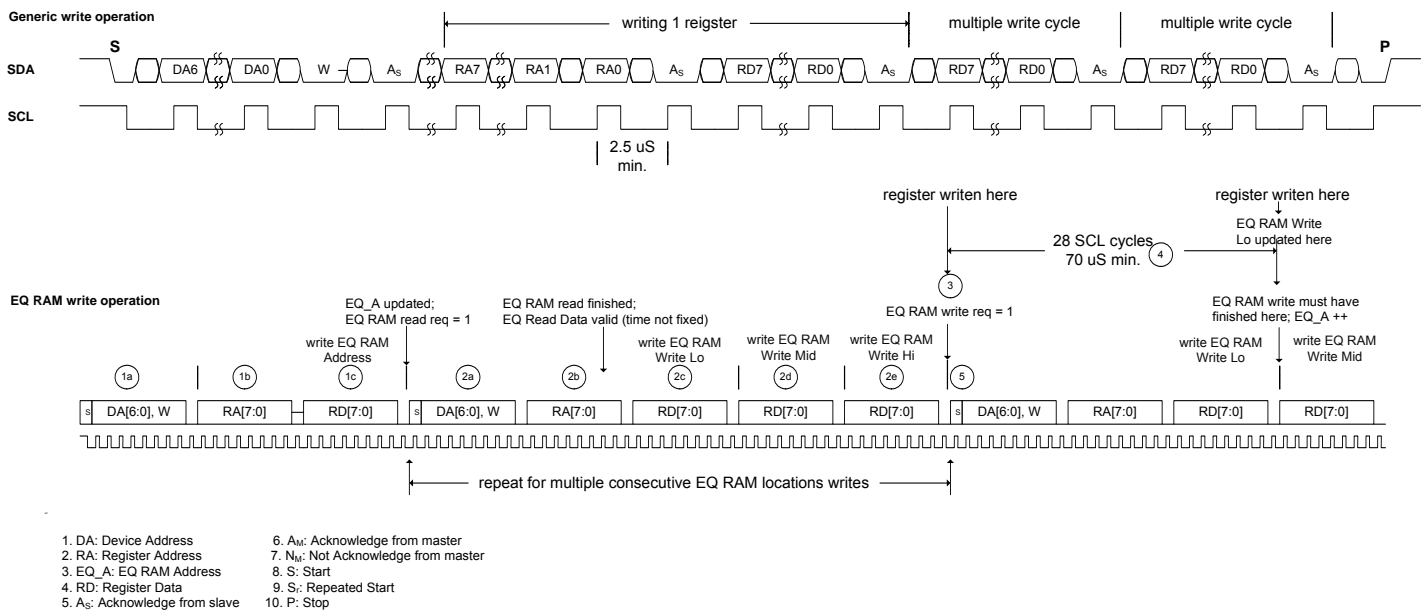 Generic write operation
writing 1 reigster
multiple write cycle
multiple write cycle
S
P
SDA
DA6
DA0
W
AS
RA7
RA1
RA0
AS
RD7
RD0
AS
RD7
RD0
AS
RD7
RD0
AS
SCL
2.5 uS
min.
register writen here
register writen here
EQ RAM Write
Lo updated here
28 SCL cycles
70 uS min.
4
3
EQ RAM write operation
EQ_A updated;
EQ RAM read req = 1
EQ RAM read finished;
EQ Read Data valid (time not fixed)
EQ RAM write req = 1
EQ RAM write must have
finished here; EQ_A ++
write EQ RAM
Address
write EQ RAM
Write Lo
write EQ RAM
Write Mid
write EQ RAM
Write Hi
write EQ RAM
Write Lo
write EQ RAM
Write Mid
1a
1b
1c
2a
2b
2c
2d
2e
5
S
DA[6:0], W
RA[7:0]
RD[7:0]
S
DA[6:0], W
RA[7:0]
RD[7:0]
RD[7:0]
RD[7:0]
S
DA[6:0], W
RA[7:0]
RD[7:0]
RD[7:0]
repeat for multiple consecutive EQ RAM locations writes
1. DA: Device Address
2. RA: Register Address
3. EQ_A: EQ RAM Address
4. RD: Register Data
5. AS: Acknowledge from slave
6. AM: Acknowledge from master
7. NM: Not Acknowledge from master
8. S: Start
9. Sr: Repeated Start
10. P: Stop